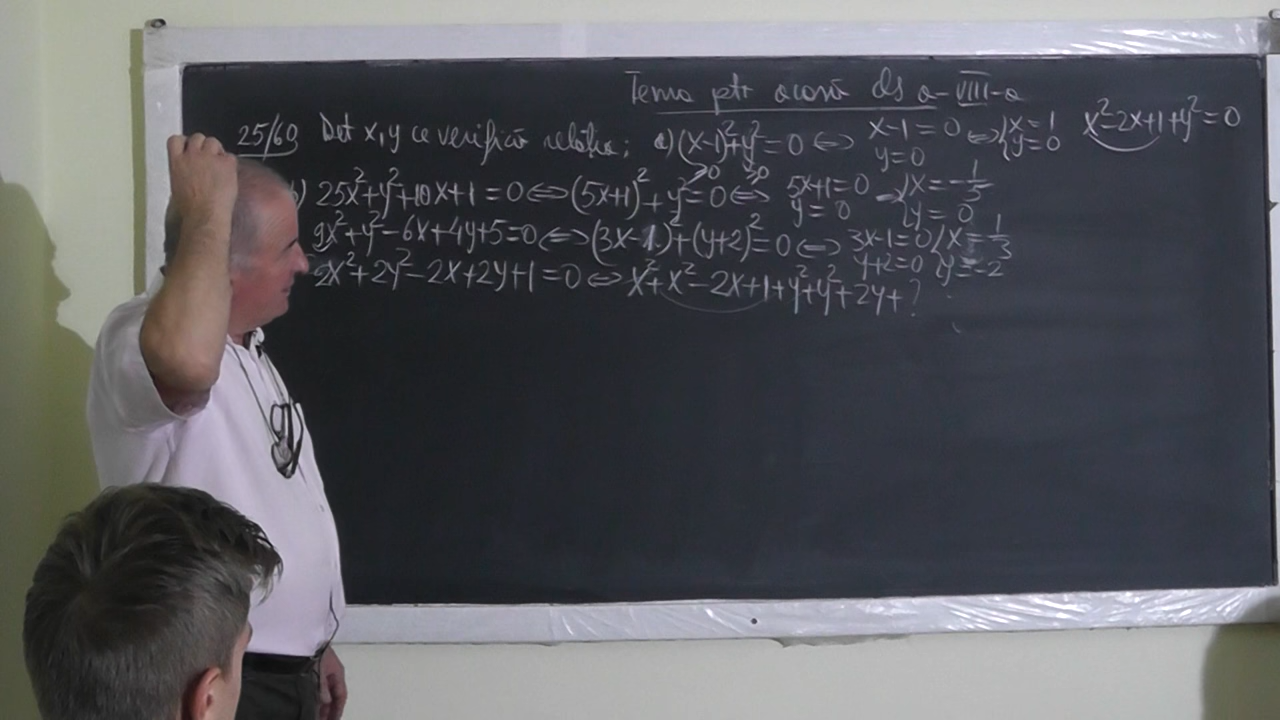 Tema ptr acasă cls a-VIII-a
25/69 Det x,y ce verifică relația: a) (x-1)²+y²=0 ⇔ x-1=0 y=0 ⇔ {x=1 y=0 x²-2x+1+y²=0
b) 25x²+y²+10x+1=0 ⇔ (5x+1)²+y²=0 ⇔ 5x+1=0 y=0 → {x=-1/5 y=0
≥0 ≥0
9x²+y²-6x+4y+5=0 ⇔ (3x-1)²+(y+2)²=0 ⇔ 3x-1=0 y+2=0 {x=1/3 y=-2
2x²+2y²-2x+2y+1=0 ⇔ x²+x²-2x+1+y²+y²+2y+?